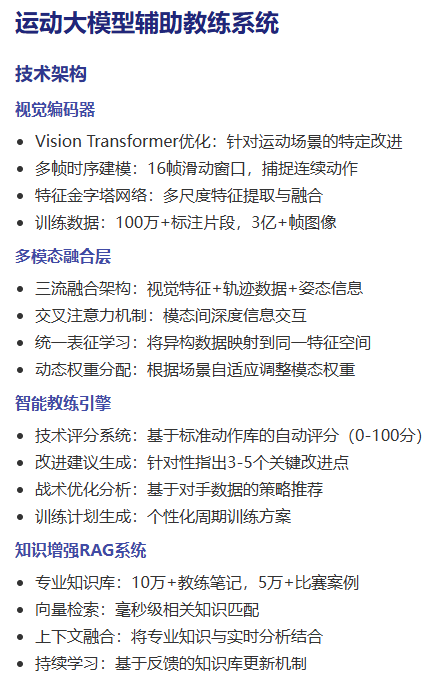 运动大模型辅助教练系统
技术架构
视觉编码器
• Vision Transformer优化：针对运动场景的特定改进
• 多帧时序建模：16帧滑动窗口，捕捉连续动作
• 特征金字塔网络：多尺度特征提取与融合
• 训练数据：100万+标注片段，3亿+帧图像
多模态融合层
• 三流融合架构：视觉特征+轨迹数据+姿态信息
• 交叉注意力机制：模态间深度信息交互
• 统一表征学习：将异构数据映射到同一特征空间
• 动态权重分配：根据场景自适应调整模态权重
智能教练引擎
• 技术评分系统：基于标准动作库的自动评分（0-100分）
• 改进建议生成：针对性指出3-5个关键改进点
• 战术优化分析：基于对手数据的策略推荐
• 训练计划生成：个性化周期训练方案
知识增强RAG系统
• 专业知识库：10万+教练笔记，5万+比赛案例
• 向量检索：毫秒级相关知识匹配
• 上下文融合：将专业知识与实时分析结合
• 持续学习：基于反馈的知识库更新机制